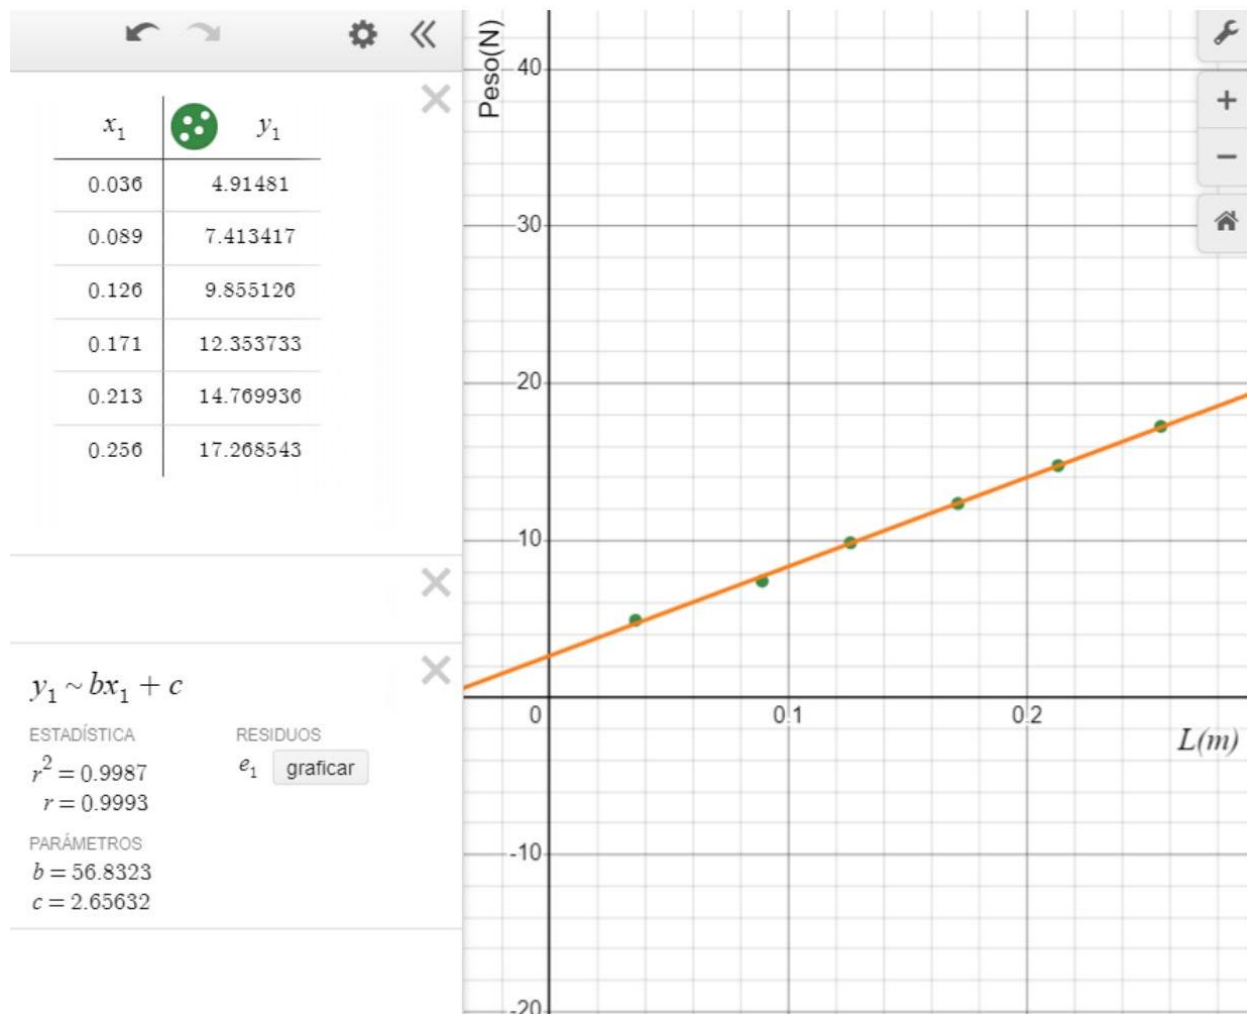 x₁ y₁
0.036 4.91481
0.089 7.413417
0.126 9.855126
0.171 12.353733
0.213 14.769936
0.256 17.268543
y₁ ~ bx₁ + c
ESTADÍSTICA RESIDUOS
r² = 0.9987 e₁ graficar
r = 0.9993
PARÁMETROS
b = 56.8323
c = 2.65632
Peso(N)
40
30
20
10
0 0.1 0.2
L(m)
-10
-20